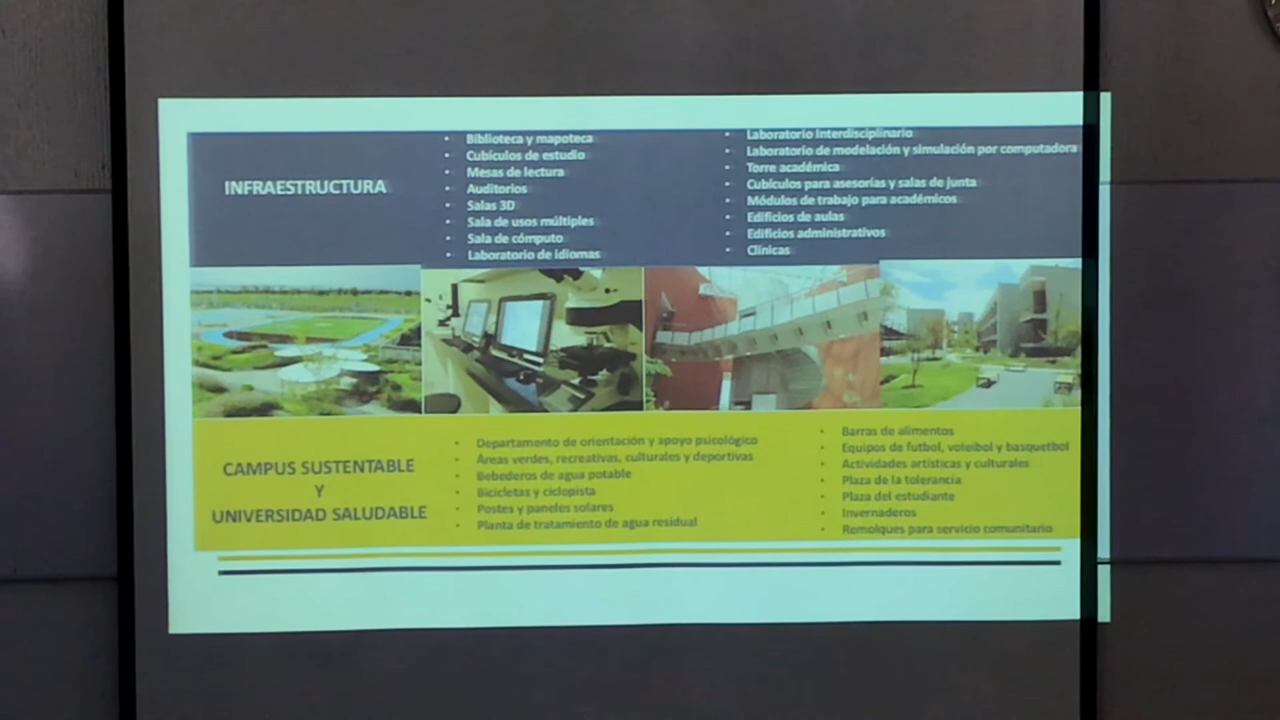 INFRAESTRUCTURA
• Biblioteca y mapoteca
• Cubículos de estudio
• Mesas de lectura
• Auditorios
• Salas 3D
• Sala de usos múltiples
• Sala de cómputo
• Laboratorio de idiomas
• Laboratorio Interdisciplinario
• Laboratorio de modelación y simulación por computadora
• Torre académica
• Cubículos para asesorías y salas de junta
• Módulos de trabajo para académicos
• Edificios de aulas
• Edificios administrativos
• Clínicas
CAMPUS SUSTENTABLE
Y
UNIVERSIDAD SALUDABLE
• Departamento de orientación y apoyo psicológico
• Áreas verdes, recreativas, culturales y deportivas
• Bebederos de agua potable
• Bicicletas y ciclopista
• Postes y paneles solares
• Planta de tratamiento de agua residual
• Barras de alimentos
• Equipos de futbol, voleibol y basquetbol
• Actividades artísticas y culturales
• Plaza de la tolerancia
• Plaza del estudiante
• Invernaderos
• Remolques para servicio comunitario